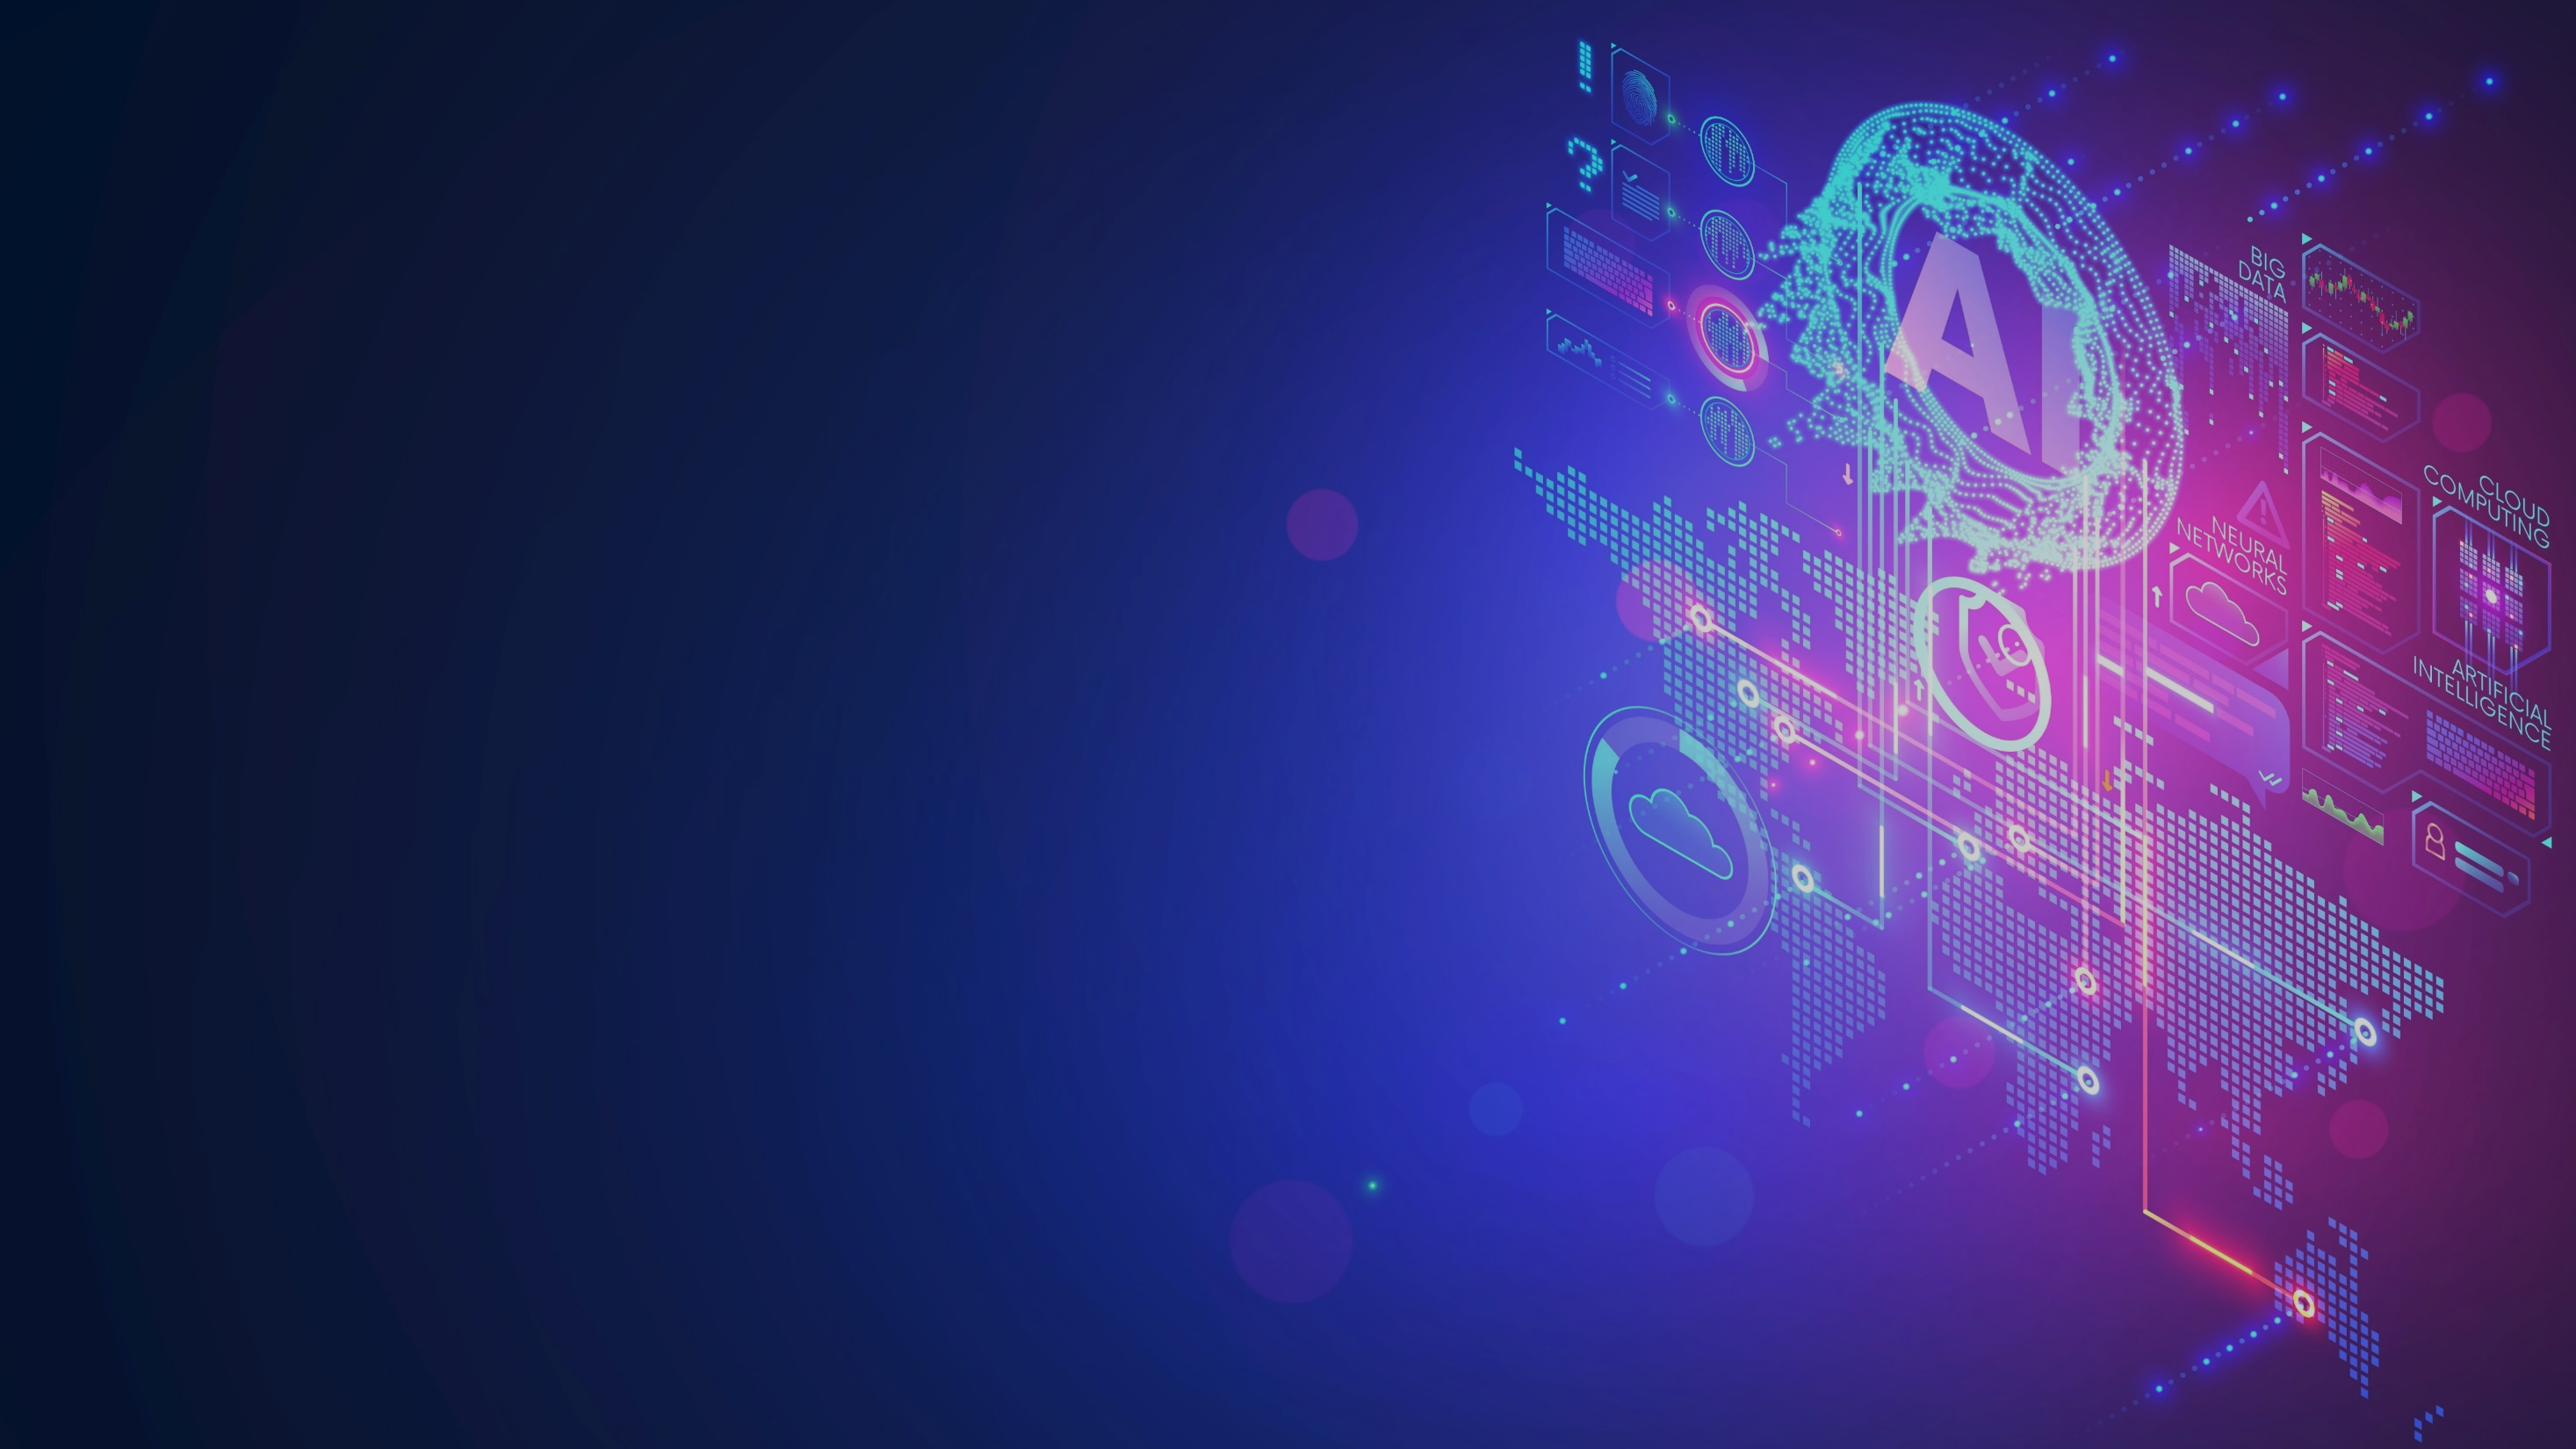 !
?
AI
BIG
DATA
CLOUD
COMPUTING
NEURAL
NETWORKS
ARTIFICIAL
INTELLIGENCE